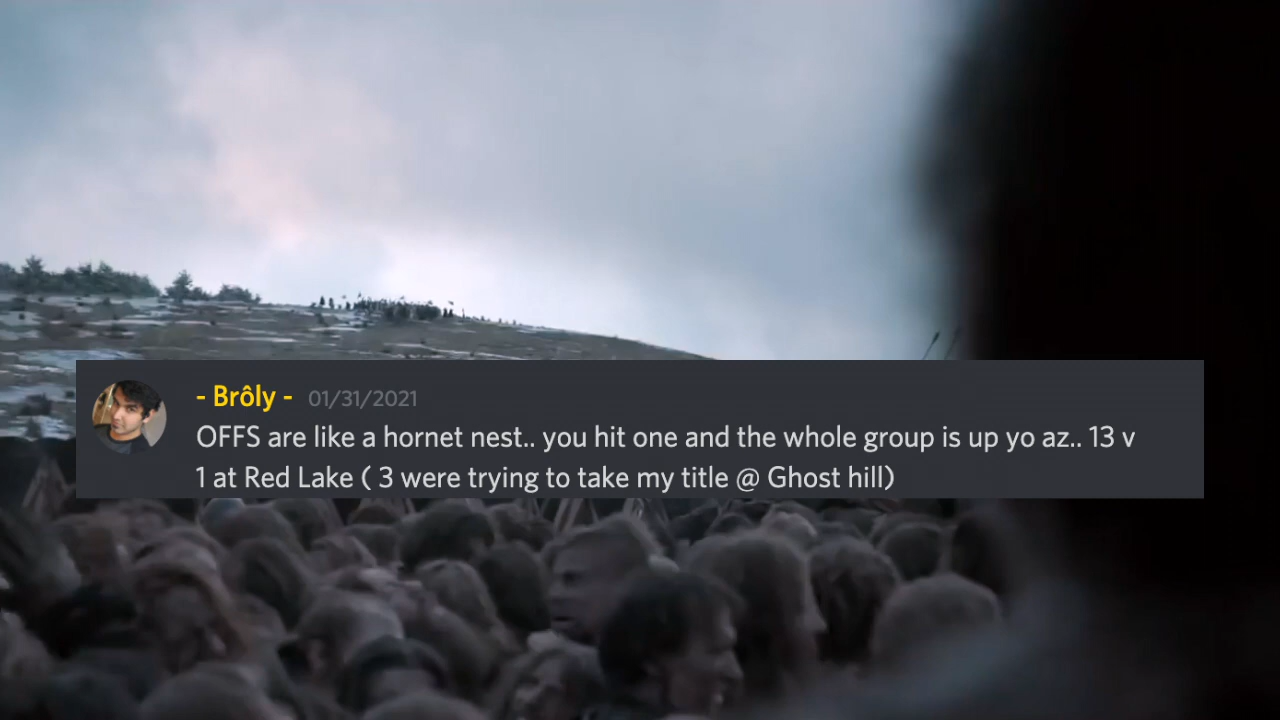 - Brôly - 01/31/2021
OFFS are like a hornet nest.. you hit one and the whole group is up yo az.. 13 v
1 at Red Lake ( 3 were trying to take my title @ Ghost hill)